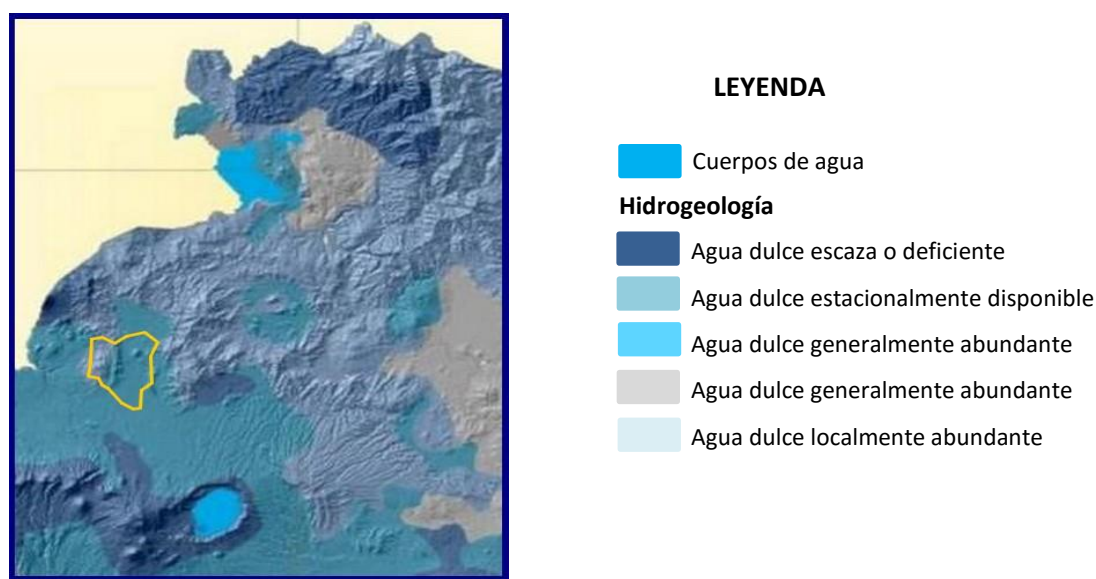 LEYENDA
Cuerpos de agua
Hidrogeología
Agua dulce escaza o deficiente
Agua dulce estacionalmente disponible
Agua dulce generalmente abundante
Agua dulce generalmente abundante
Agua dulce localmente abundante